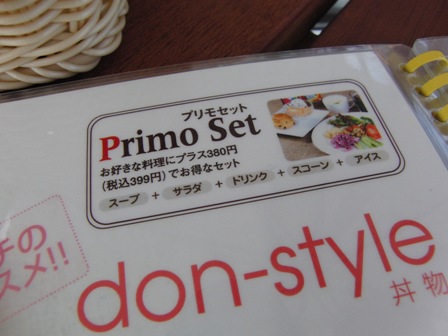 プリモセット
Primo Set
お好きな料理にプラス380円
(税込399円)でお得なセット
スープ + サラダ + ドリンク + スコーン + アイス
チの
スメ!!
don-style
丼物